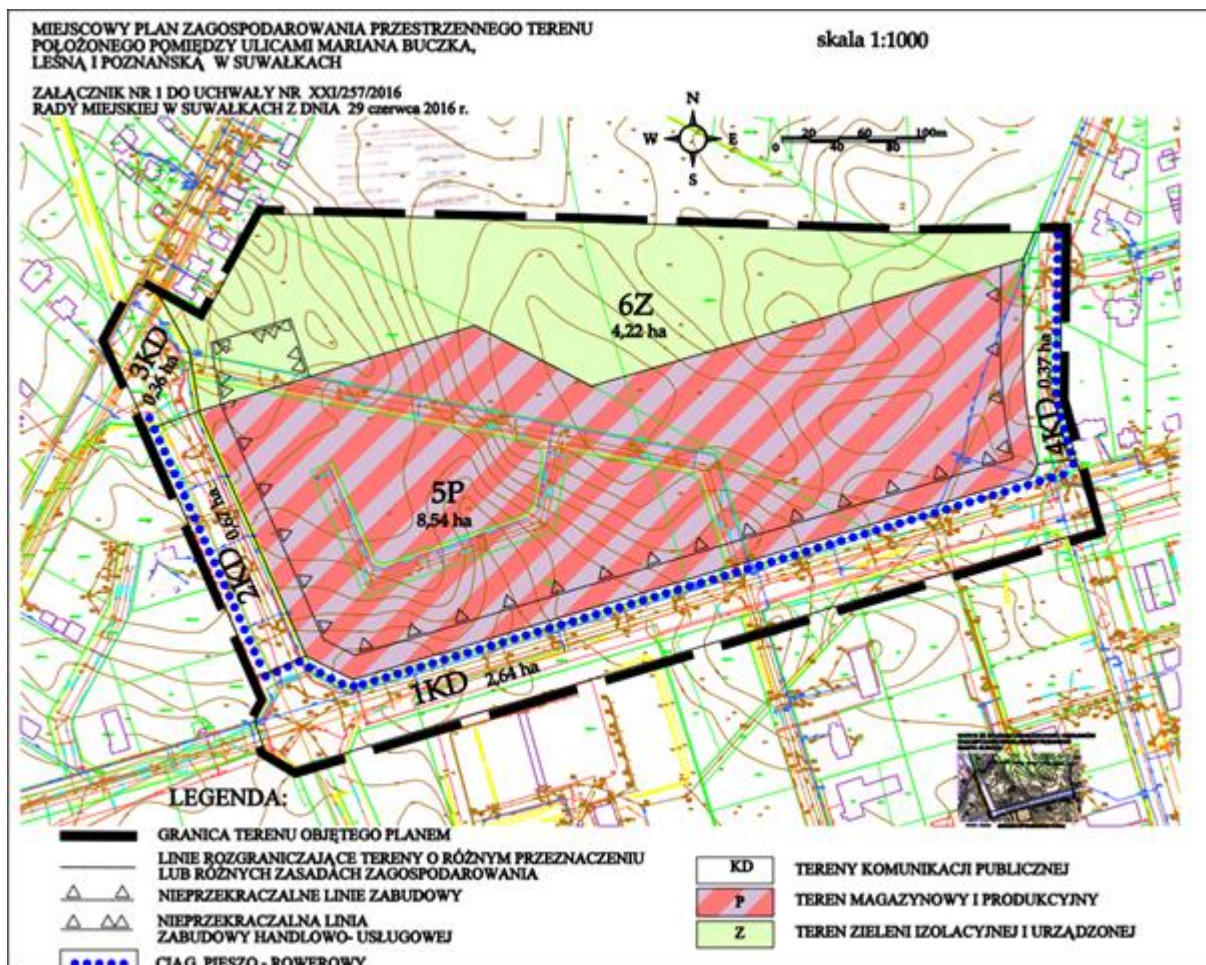 MIEJSCOWY PLAN ZAGOSPODAROWANIA PRZESTRZENNEGO TERENU
POŁOŻONEGO POMIĘDZY ULICAMI MARIANA BUCZKA,
LEŚNĄ I POZNAŃSKĄ W SUWAŁKACH
skala 1:1000
ZAŁĄCZNIK NR 1 DO UCHWAŁY NR XXI/257/2016
RADY MIEJSKIEJ W SUWAŁKACH Z DNIA 29 czerwca 2016 r.
N
W E
S
20 60 100m
0 40 80
6Z
4,22 ha
3KD
0,36 ha
4KD 0,37 ha
5P
8,54 ha
2KD
1KD 2,64 ha
LEGENDA:
GRANICA TERENU OBJĘTEGO PLANEM
LINIE ROZGRANICZAJĄCE TERENY O RÓŻNYM PRZEZNACZENIU
LUB RÓŻNYCH ZASADACH ZAGOSPODAROWANIA
NIEPRZEKRACZALNE LINIE ZABUDOWY
NIEPRZEKRACZALNA LINIA
ZABUDOWY HANDLOWO- USŁUGOWEJ
CIĄG PIESZO - ROWEROWY
KD TERENY KOMUNIKACJI PUBLICZNEJ
P TEREN MAGAZYNOWY I PRODUKCYJNY
Z TEREN ZIELENI IZOLACYJNEJ I URZĄDZONEJ